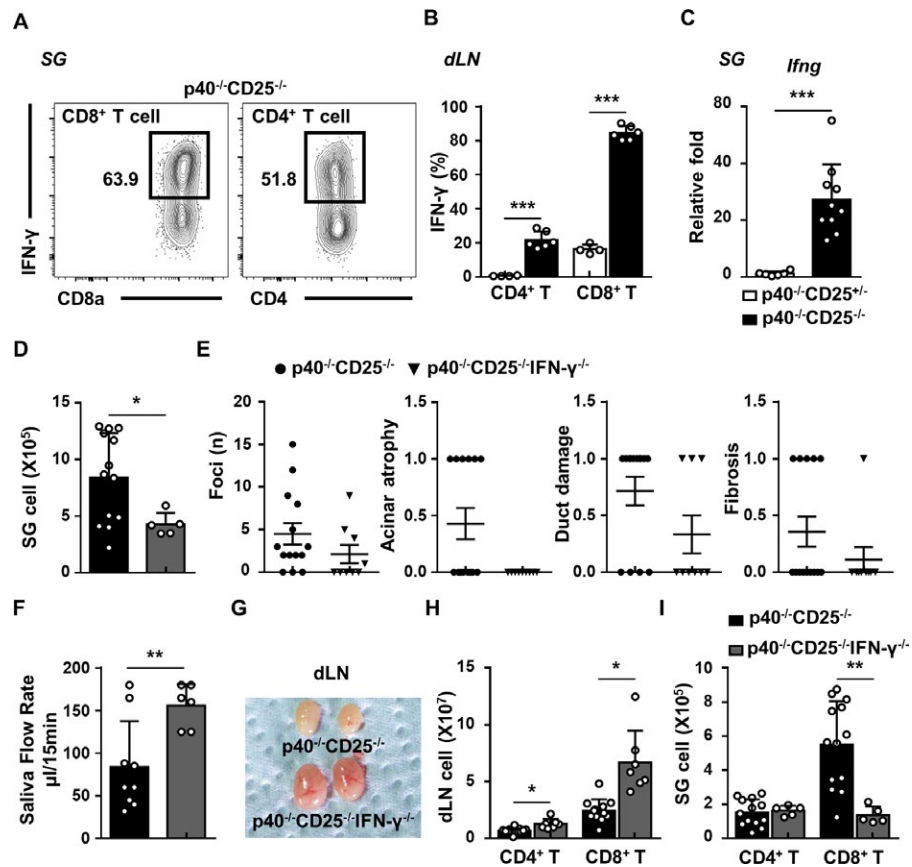 A
SG
p40⁻/⁻CD25⁻/⁻
CD8⁺ T cell
63.9
CD4⁺ T cell
51.8
IFN-γ
CD8a
CD4
B
dLN
IFN-γ (%)
100
80
60
40
20
0
***
***
CD4⁺ T
CD8⁺ T
C
SG
Ifng
***
Relative fold
80
60
40
20
0
p40⁻/⁻CD25⁺/⁻
p40⁻/⁻CD25⁻/⁻
D
SG cell (X10⁵)
15
10
5
0
*
E
p40⁻/⁻CD25⁻/⁻
p40⁻/⁻CD25⁻/⁻IFN-γ⁻/⁻
Foci (n)
20
15
10
5
0
Acinar atrophy
1.5
1.0
0.5
0.0
Duct damage
1.5
1.0
0.5
0.0
Fibrosis
1.5
1.0
0.5
0.0
F
Saliva Flow Rate
µl/15min
200
150
100
50
0
**
G
dLN
p40⁻/⁻CD25⁻/⁻
p40⁻/⁻CD25⁻/⁻IFN-γ⁻/⁻
H
dLN cell (X10⁷)
15
10
5
0
*
*
CD4⁺ T
CD8⁺ T
I
p40⁻/⁻CD25⁻/⁻
p40⁻/⁻CD25⁻/⁻IFN-γ⁻/⁻
SG cell (X10⁵)
10
8
6
4
2
0
**
CD4⁺ T
CD8⁺ T